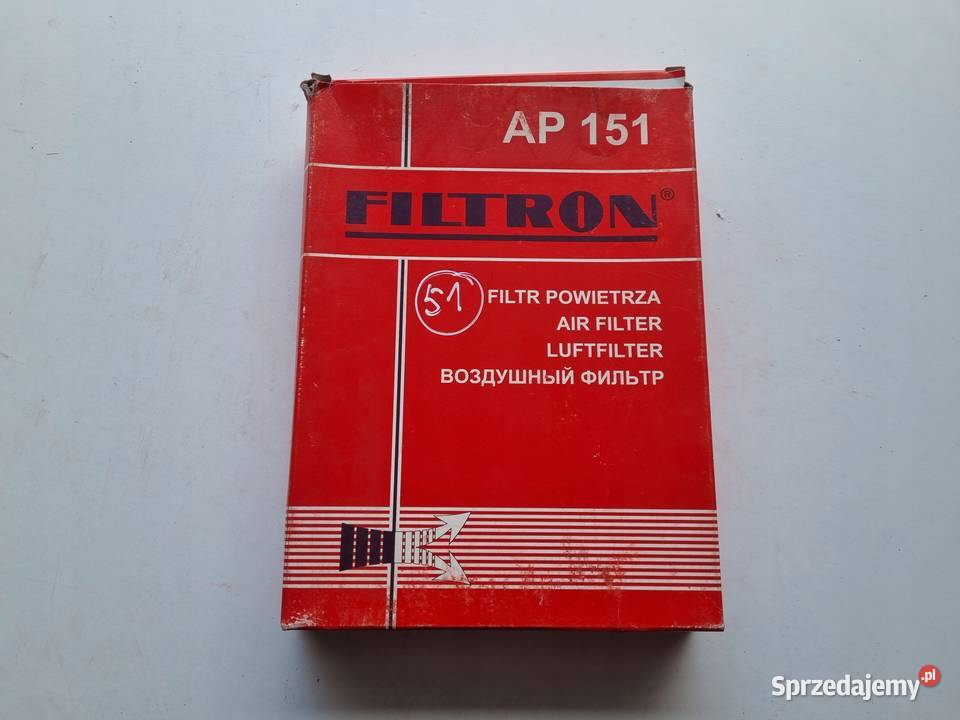 AP 151
FILTRON®
51
FILTR POWIETRZA
AIR FILTER
LUFTFILTER
ВОЗДУШНЫЙ ФИЛЬТР
Sprzedajemy.pl